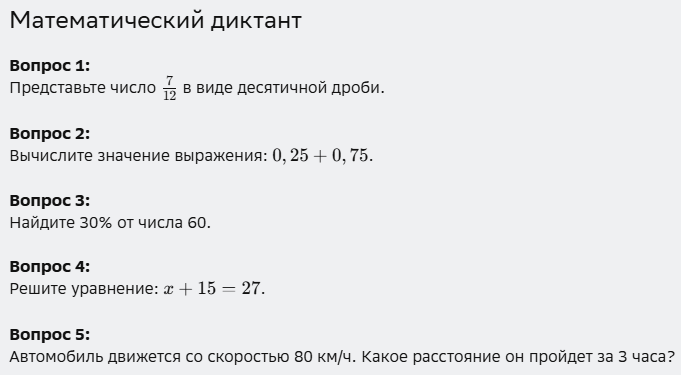 Математический диктант
Вопрос 1:
Представьте число 7/12 в виде десятичной дроби.
Вопрос 2:
Вычислите значение выражения: 0, 25 + 0, 75.
Вопрос 3:
Найдите 30% от числа 60.
Вопрос 4:
Решите уравнение: x + 15 = 27.
Вопрос 5:
Автомобиль движется со скоростью 80 км/ч. Какое расстояние он пройдет за 3 часа?